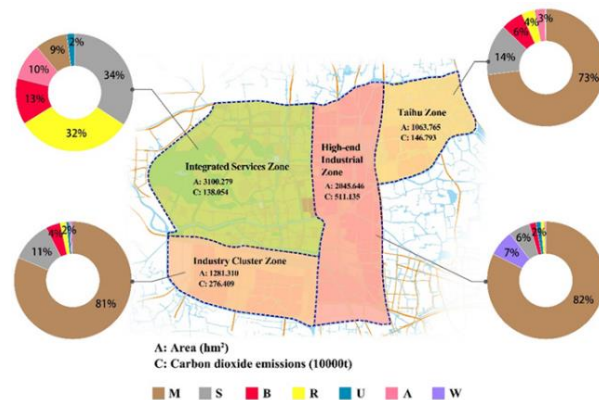 9%
2%
34%
32%
13%
10%
3%
4%
6%
14%
73%
Taihu Zone
A: 1063.765
C: 146.793
High-end
Industrial
Zone
A: 2045.646
C: 511.135
Integrated Services Zone
A: 3100.279
C: 138.054
Industry Cluster Zone
A: 1281.310
C: 276.409
4%
2%
11%
81%
2%
6%
7%
82%
A: Area (hm²)
C: Carbon dioxide emissions (10000t)
M S B R U A W